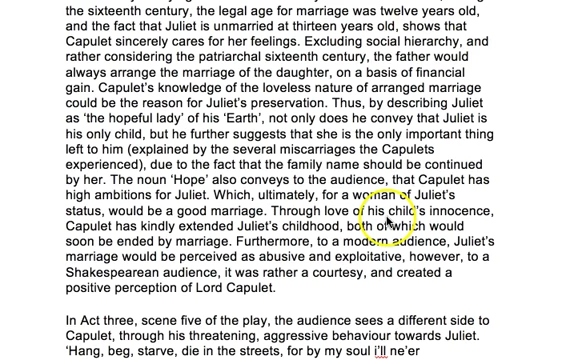 the sixteenth century, the legal age for marriage was twelve years old,
and the fact that Juliet is unmarried at thirteen years old, shows that
Capulet sincerely cares for her feelings. Excluding social hierarchy, and
rather considering the patriarchal sixteenth century, the father would
always arrange the marriage of the daughter, on a basis of financial
gain. Capulet's knowledge of the loveless nature of arranged marriage
could be the reason for Juliet's preservation. Thus, by describing Juliet
as 'the hopeful lady' of his 'Earth', not only does he convey that Juliet is
his only child, but he further suggests that she is the only important thing
left to him (explained by the several miscarriages the Capulets
experienced), due to the fact that the family name should be continued
by her. The noun 'Hope' also conveys to the audience, that Capulet has
high ambitions for Juliet. Which, ultimately, for a woman of Juliet's
status, would be a good marriage. Through love of his child's innocence,
Capulet has kindly extended Juliet's childhood, both of which would
soon be ended by marriage. Furthermore, to a modern audience, Juliet's
marriage would be perceived as abusive and exploitative, however, to a
Shakespearean audience, it was rather a courtesy, and created a
positive perception of Lord Capulet.
In Act three, scene five of the play, the audience sees a different side to
Capulet, through his threatening, aggressive behaviour towards Juliet.
'Hang, beg, starve, die in the streets, for by my soul i'll ne'er